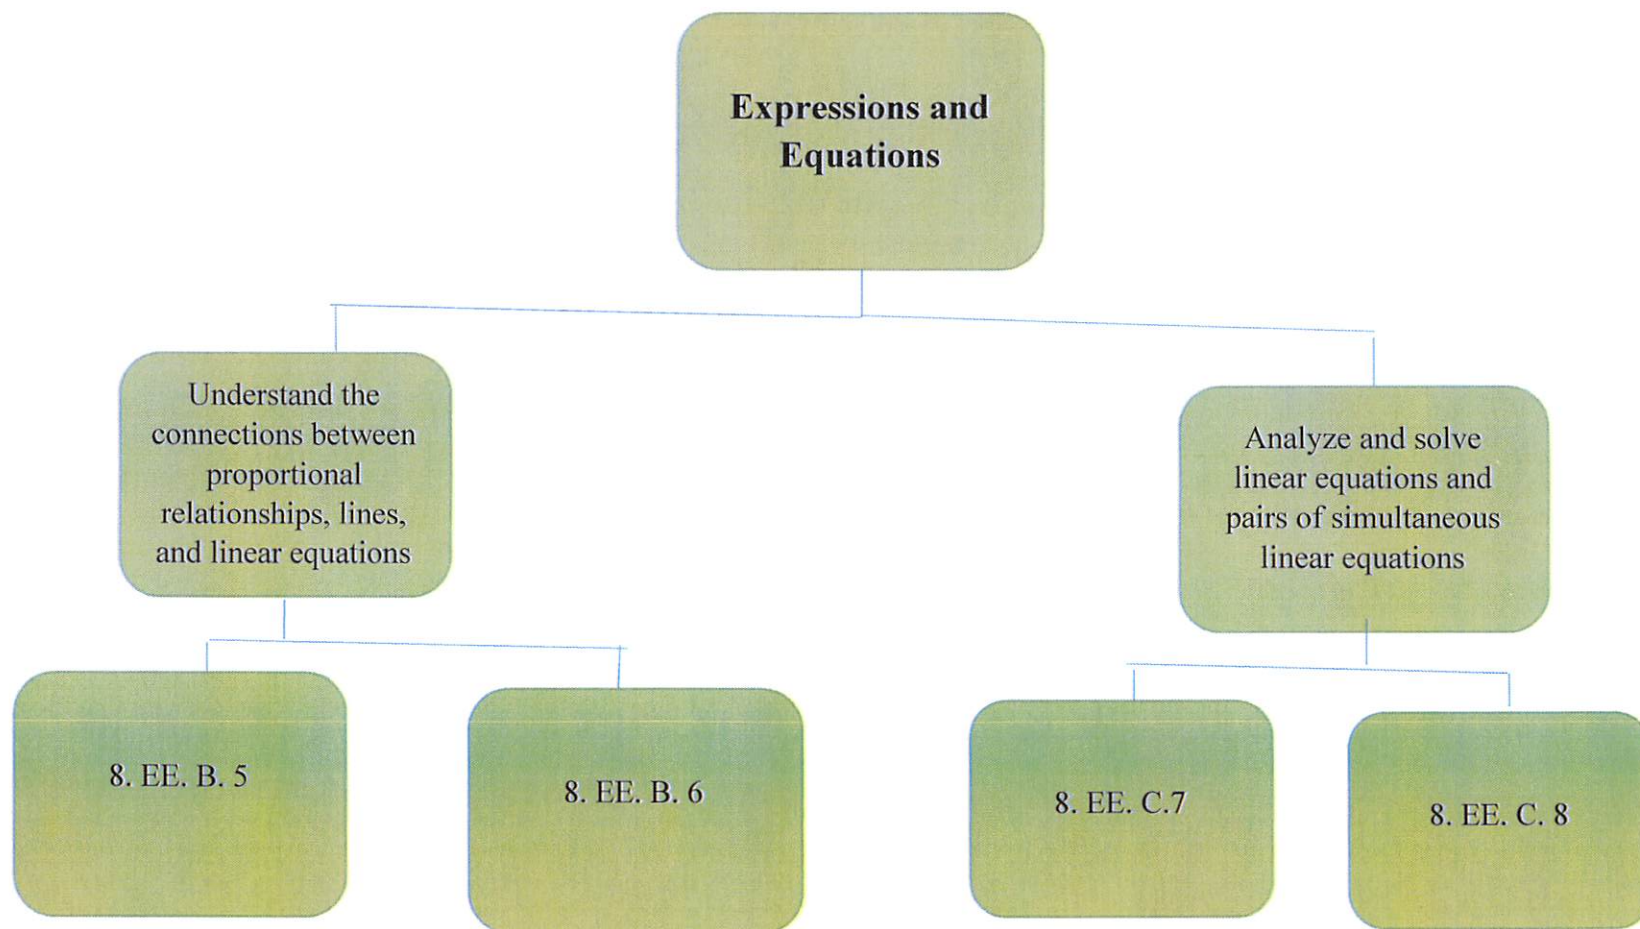 Expressions and
Equations
Understand the
connections between
proportional
relationships, lines,
and linear equations
Analyze and solve
linear equations and
pairs of simultaneous
linear equations
8. EE. B. 5
8. EE. B. 6
8. EE. C.7
8. EE. C. 8